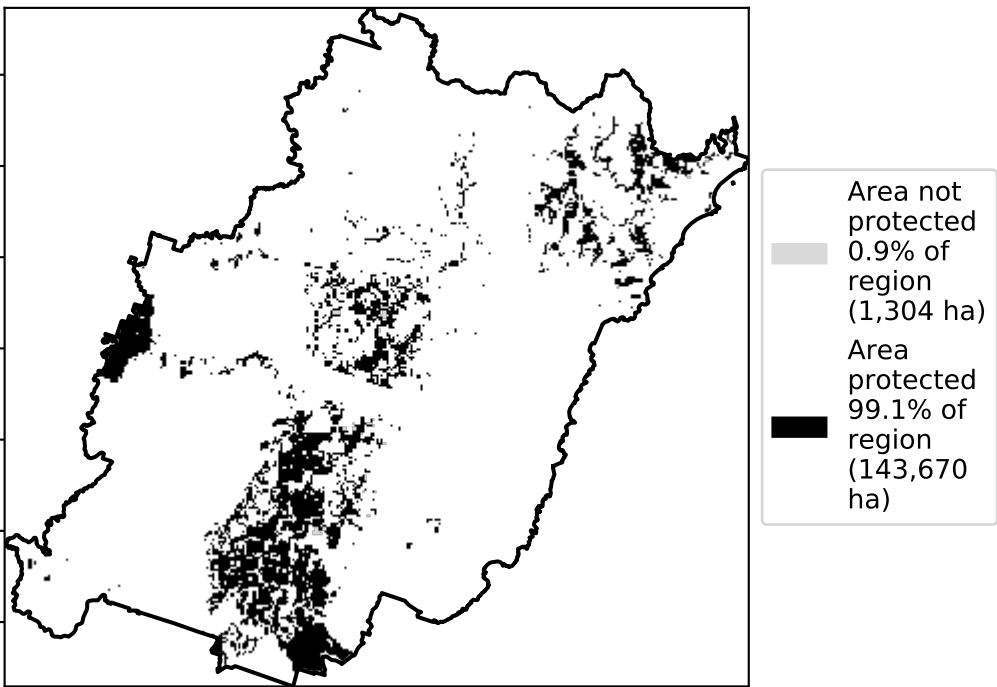 Area not
protected
0.9% of
region
(1,304 ha)
Area
protected
99.1% of
region
(143,670
ha)